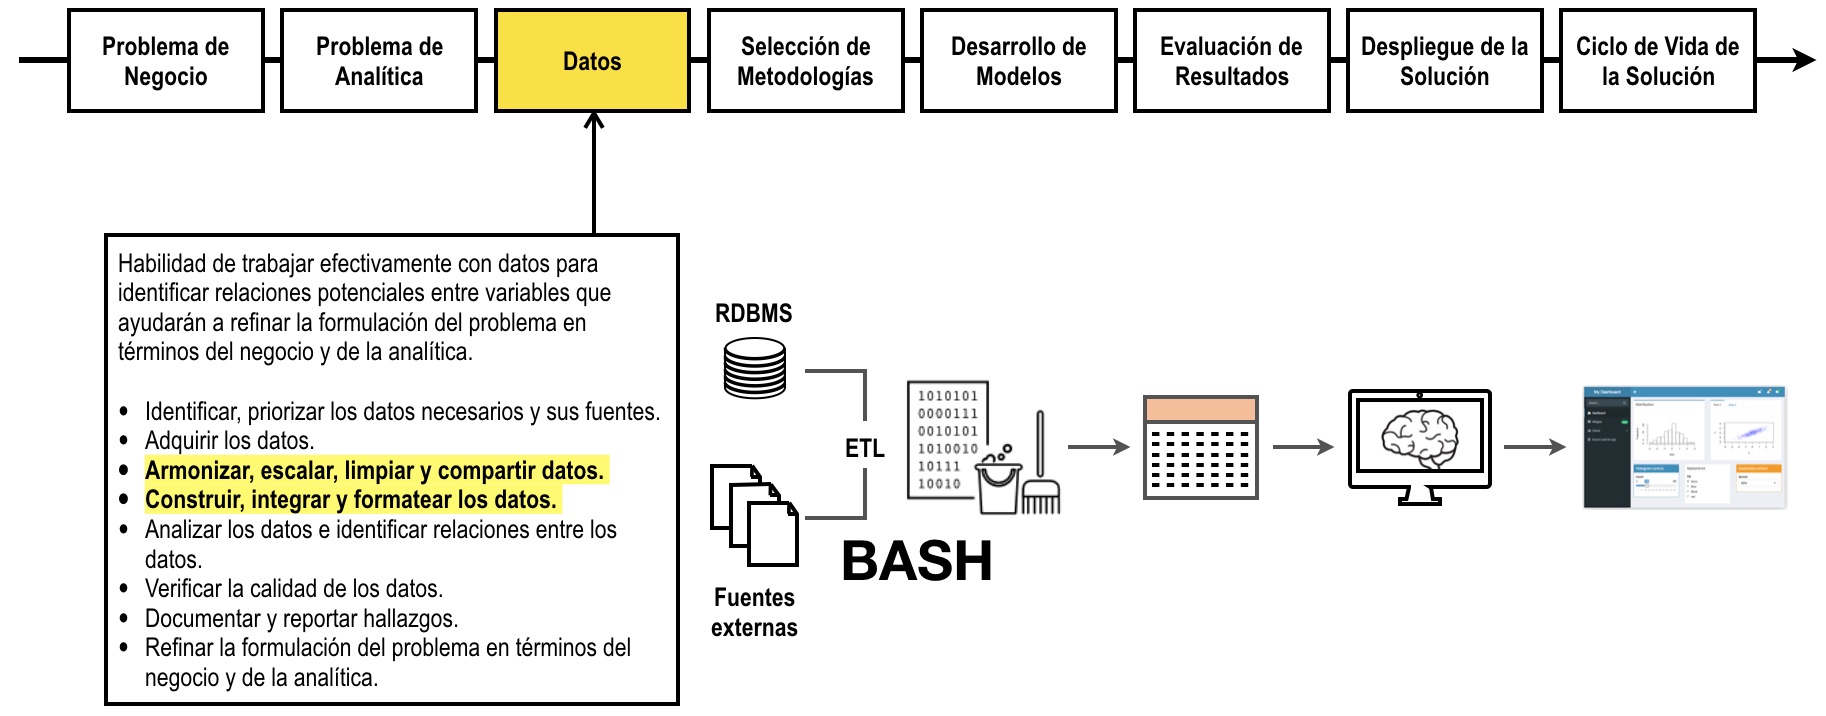 Problema de
Negocio
Problema de
Analítica
Datos
Selección de
Metodologías
Desarrollo de
Modelos
Evaluación de
Resultados
Despliegue de la
Solución
Ciclo de Vida de
la Solución
Habilidad de trabajar efectivamente con datos para
identificar relaciones potenciales entre variables que
ayudarán a refinar la formulación del problema en
términos del negocio y de la analítica.
• Identificar, priorizar los datos necesarios y sus fuentes.
• Adquirir los datos.
• Armonizar, escalar, limpiar y compartir datos.
• Construir, integrar y formatear los datos.
• Analizar los datos e identificar relaciones entre los
datos.
• Verificar la calidad de los datos.
• Documentar y reportar hallazgos.
• Refinar la formulación del problema en términos del
negocio y de la analítica.
RDBMS
ETL
Fuentes
externas
1010101
0000111
0010101
1010010
10111
10010
BASH
My Dashboard